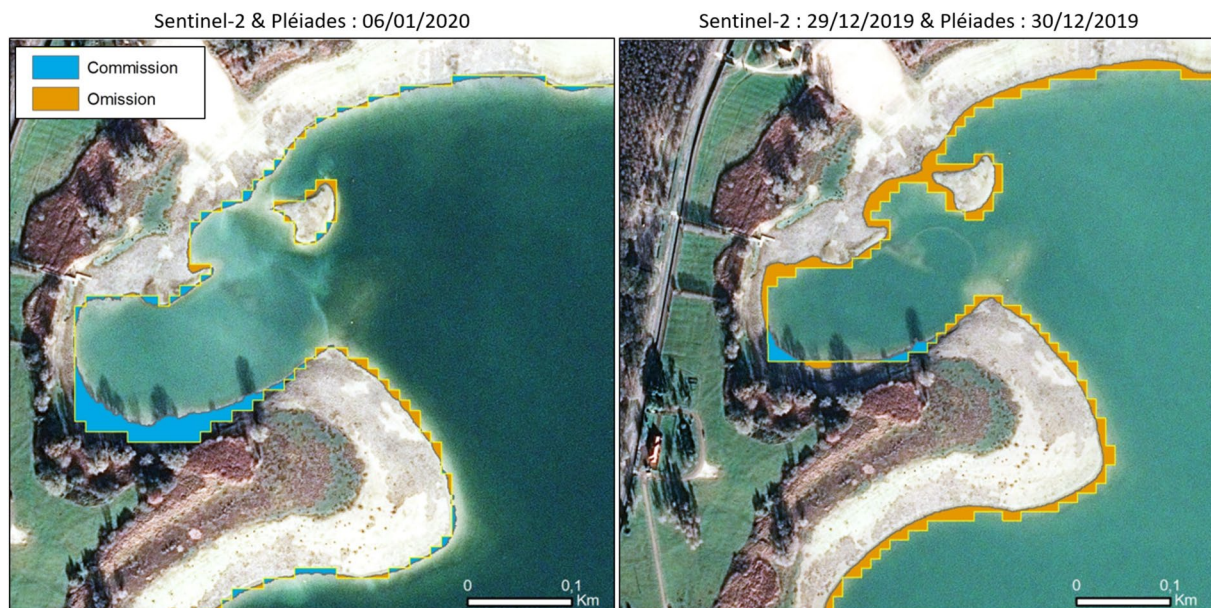 Sentinel-2 & Pléiades : 06/01/2020
Sentinel-2 : 29/12/2019 & Pléiades : 30/12/2019
Commission
Omission
0 0,1
Km
0 0,1
Km